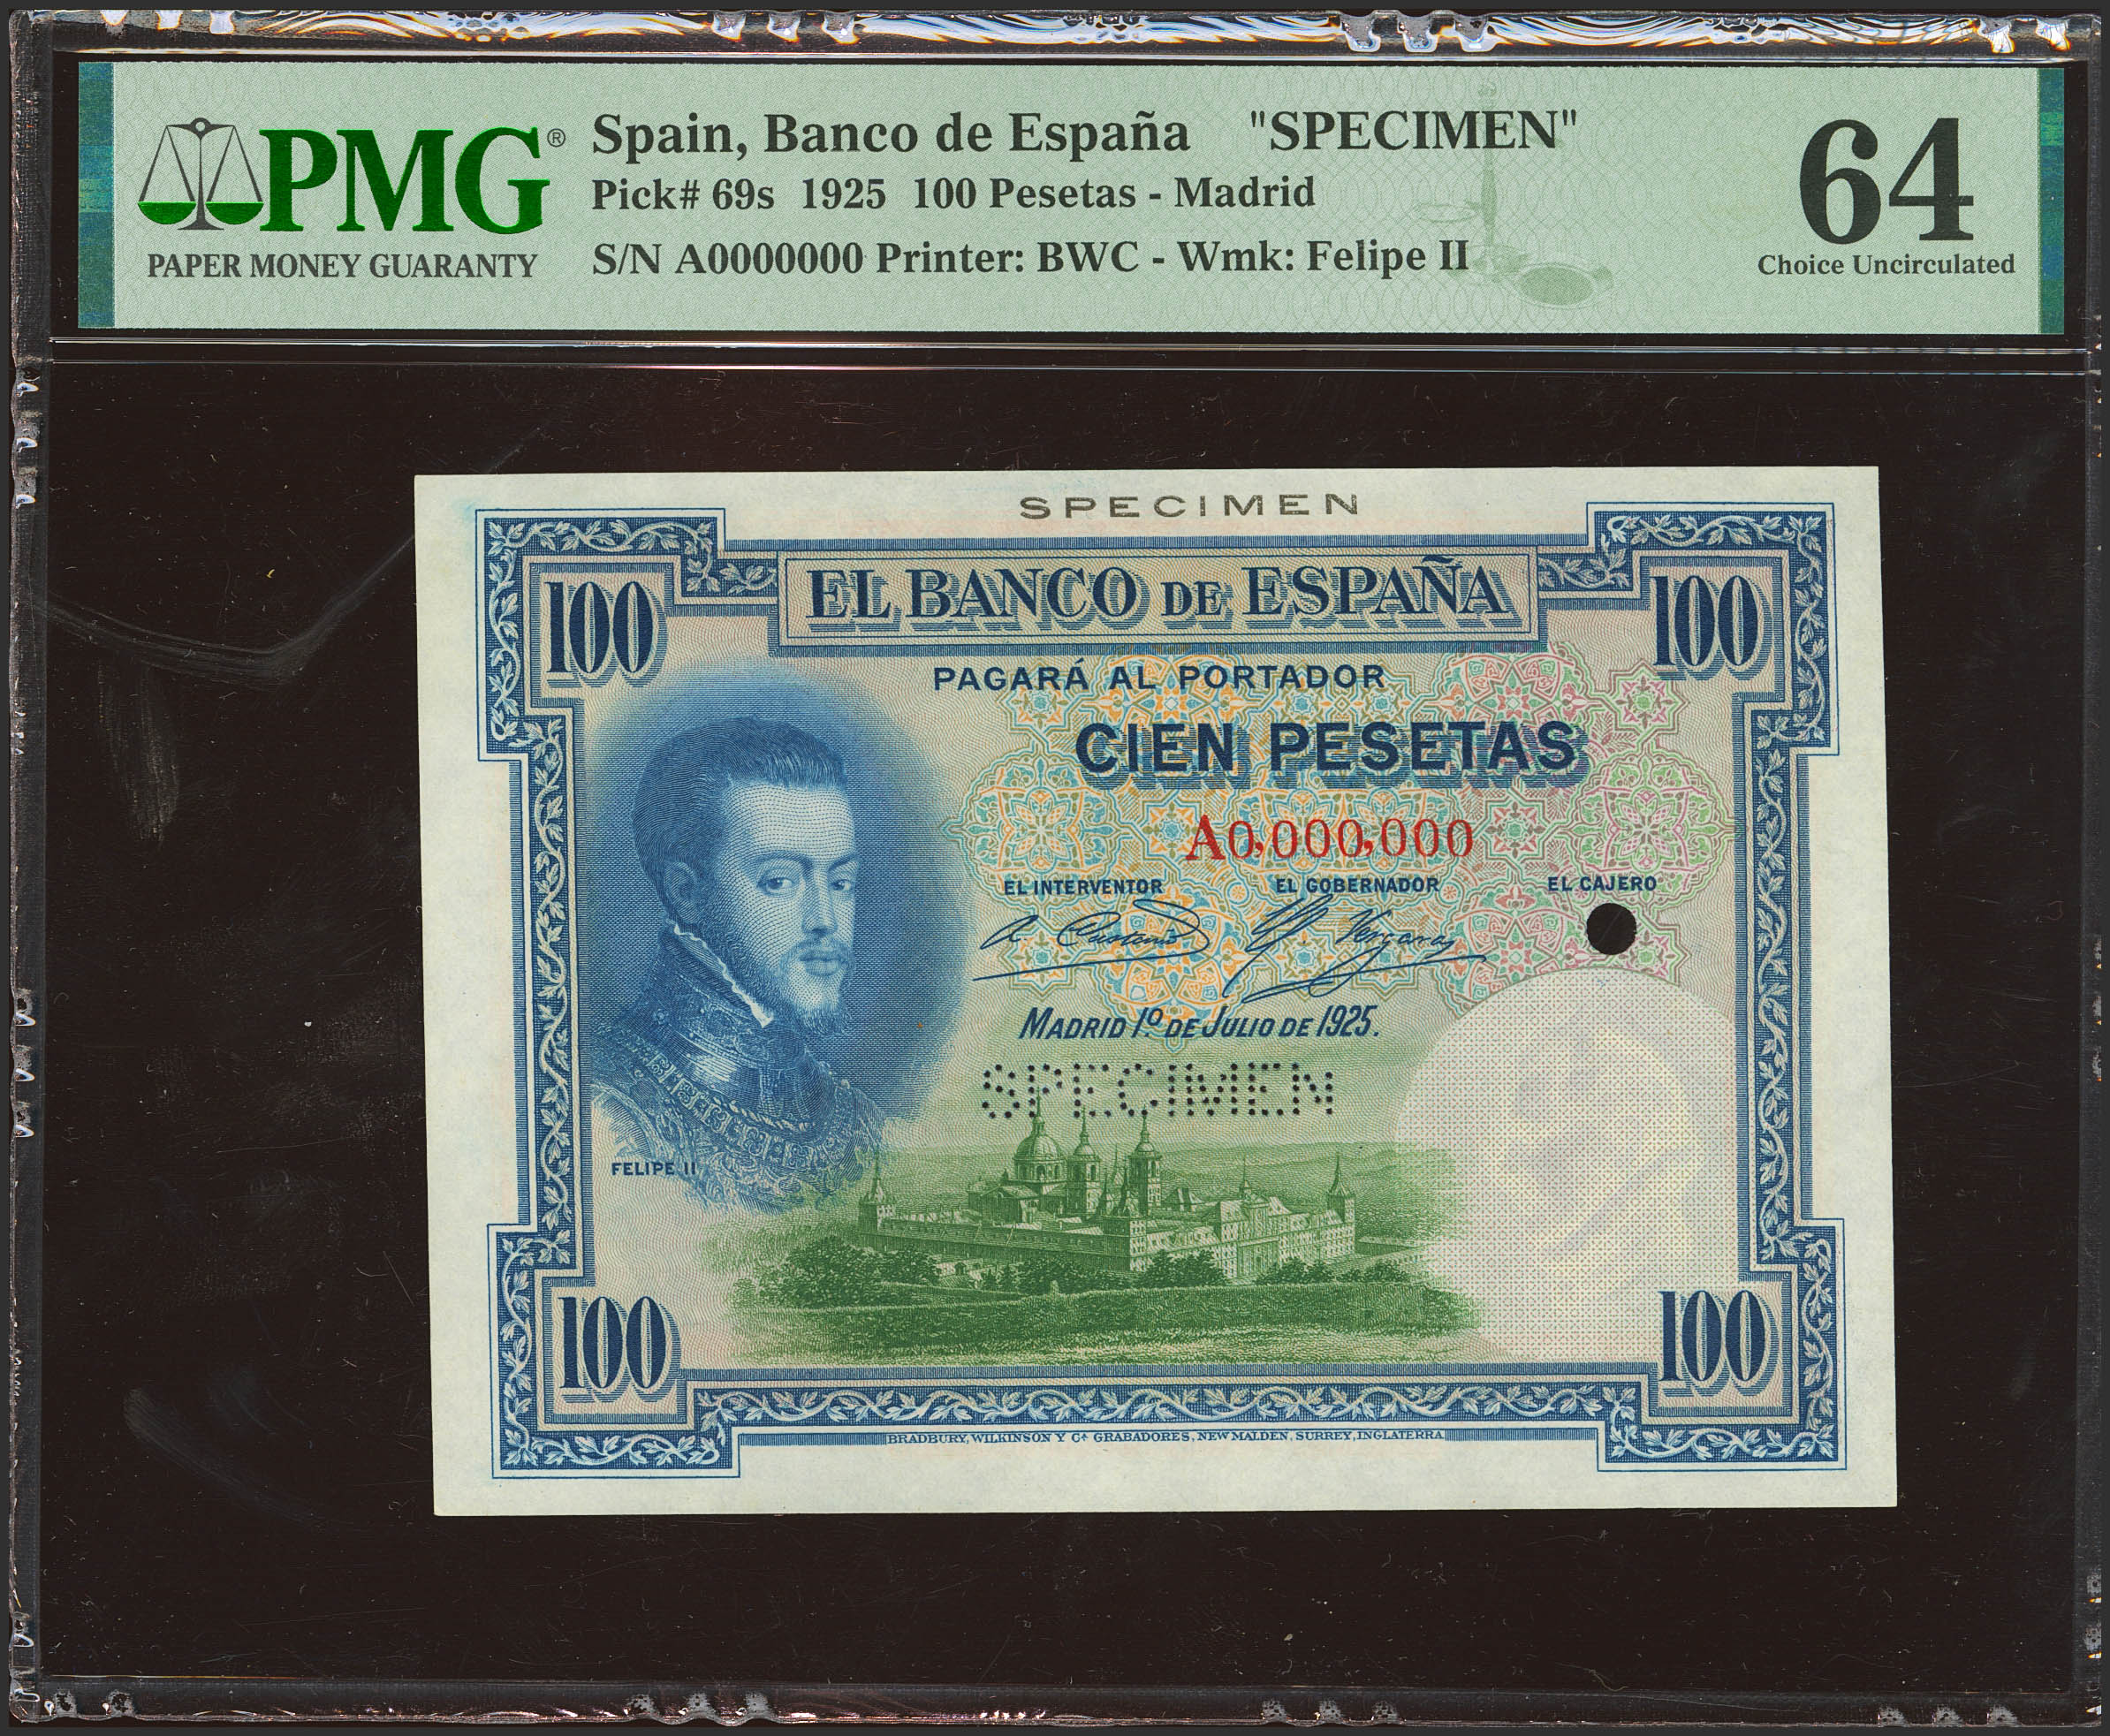 PMG®
PAPER MONEY GUARANTY
Spain, Banco de España "SPECIMEN"
Pick# 69s 1925 100 Pesetas - Madrid
S/N A0000000 Printer: BWC - Wmk: Felipe II
64
Choice Uncirculated
SPECIMEN
100
EL BANCO DE ESPAÑA
100
PAGARÁ AL PORTADOR
CIEN PESETAS
A0,000,000
EL INTERVENTOR EL GOBERNADOR EL CAJERO
MADRID 1º DE JULIO DE 1925.
SPECIMEN
FELIPE II
100
100
BRADBURY, WILKINSON Y Cª GRABADORES, NEW MALDEN, SURREY, INGLATERRA